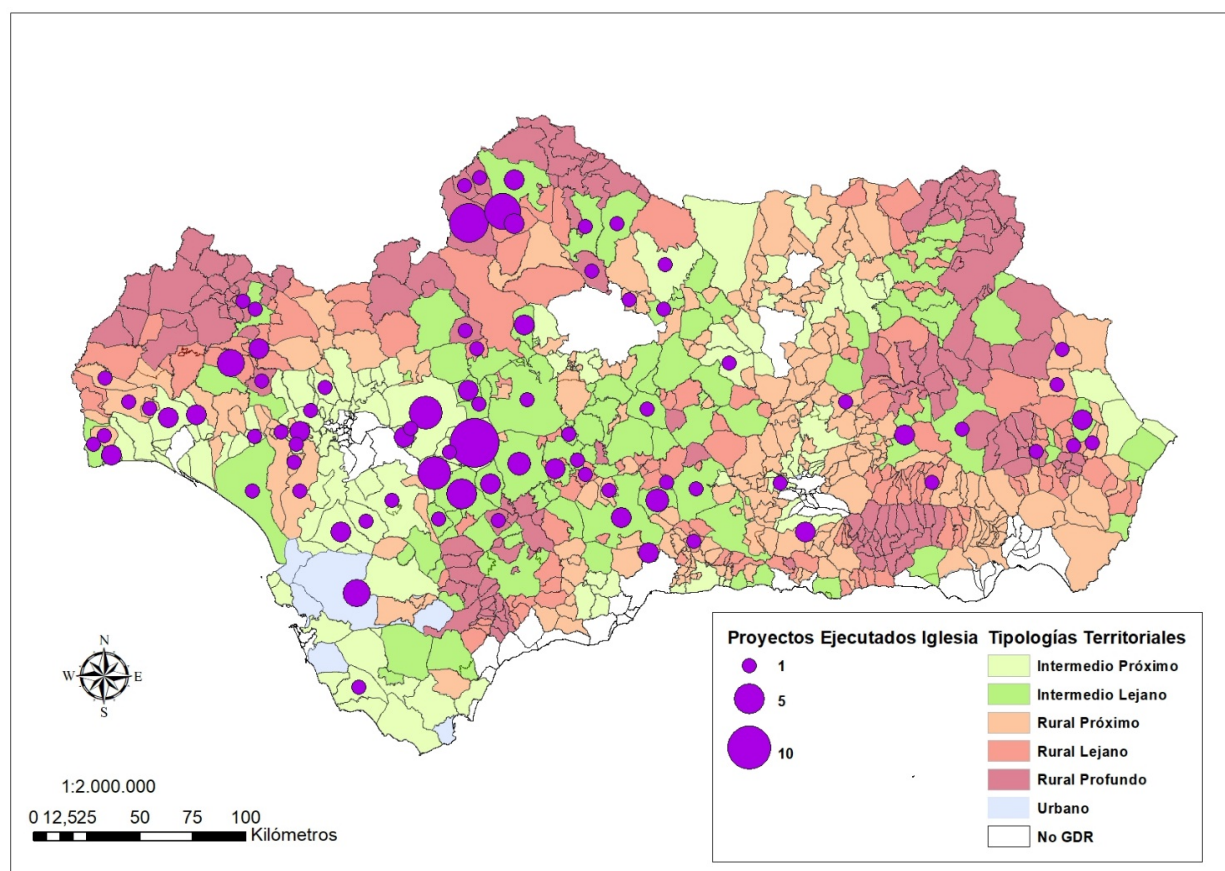 N
W E
S
1:2.000.000
0 12,525 50 75 100
Kilómetros
Proyectos Ejecutados Iglesia
1
5
10
Tipologías Territoriales
Intermedio Próximo
Intermedio Lejano
Rural Próximo
Rural Lejano
Rural Profundo
Urbano
No GDR